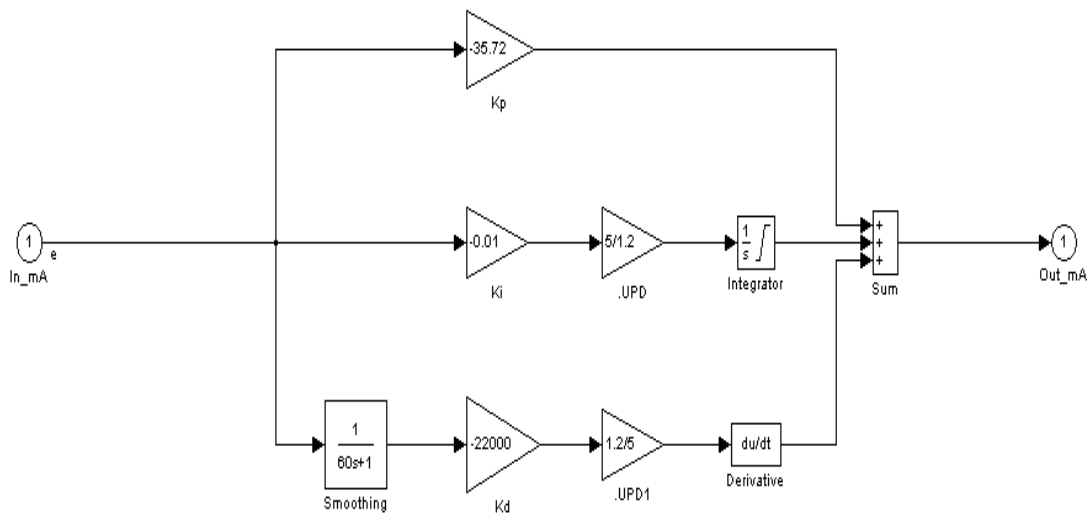 -35.72
Kp
1
e
In_mA
-0.01
Ki
5/1.2
.UPD
1
s
Integrator
+
+
+
Sum
1
Out_mA
1
60s+1
Smoothing
-22000
Kd
1.2/5
.UPD1
du/dt
Derivative